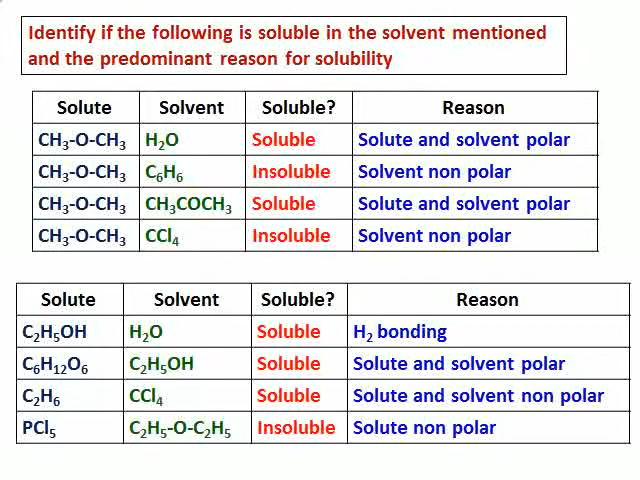 Identify if the following is soluble in the solvent mentioned
and the predominant reason for solubility
Solute Solvent Soluble? Reason
CH₃-O-CH₃ H₂O Soluble Solute and solvent polar
CH₃-O-CH₃ C₆H₆ Insoluble Solvent non polar
CH₃-O-CH₃ CH₃COCH₃ Soluble Solute and solvent polar
CH₃-O-CH₃ CCl₄ Insoluble Solvent non polar
Solute Solvent Soluble? Reason
C₂H₅OH H₂O Soluble H₂ bonding
C₆H₁₂O₆ C₂H₅OH Soluble Solute and solvent polar
C₂H₆ CCl₄ Soluble Solute and solvent non polar
PCl₅ C₂H₅-O-C₂H₅ Insoluble Solute non polar